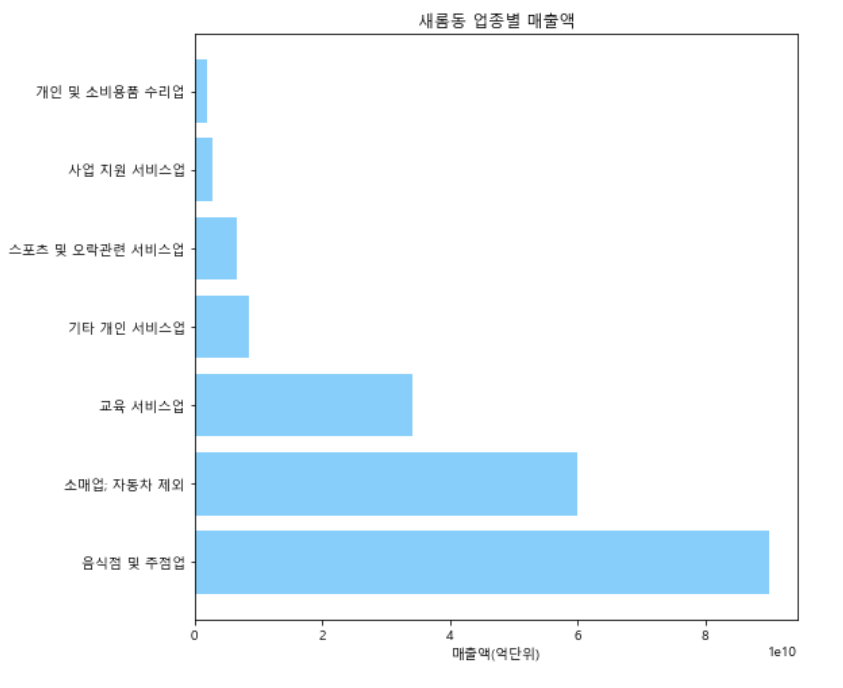 새롬동 업종별 매출액
개인 및 소비용품 수리업
사업 지원 서비스업
스포츠 및 오락관련 서비스업
기타 개인 서비스업
교육 서비스업
소매업; 자동차 제외
음식점 및 주점업
0 2 4 6 8
1e10
매출액(억단위)